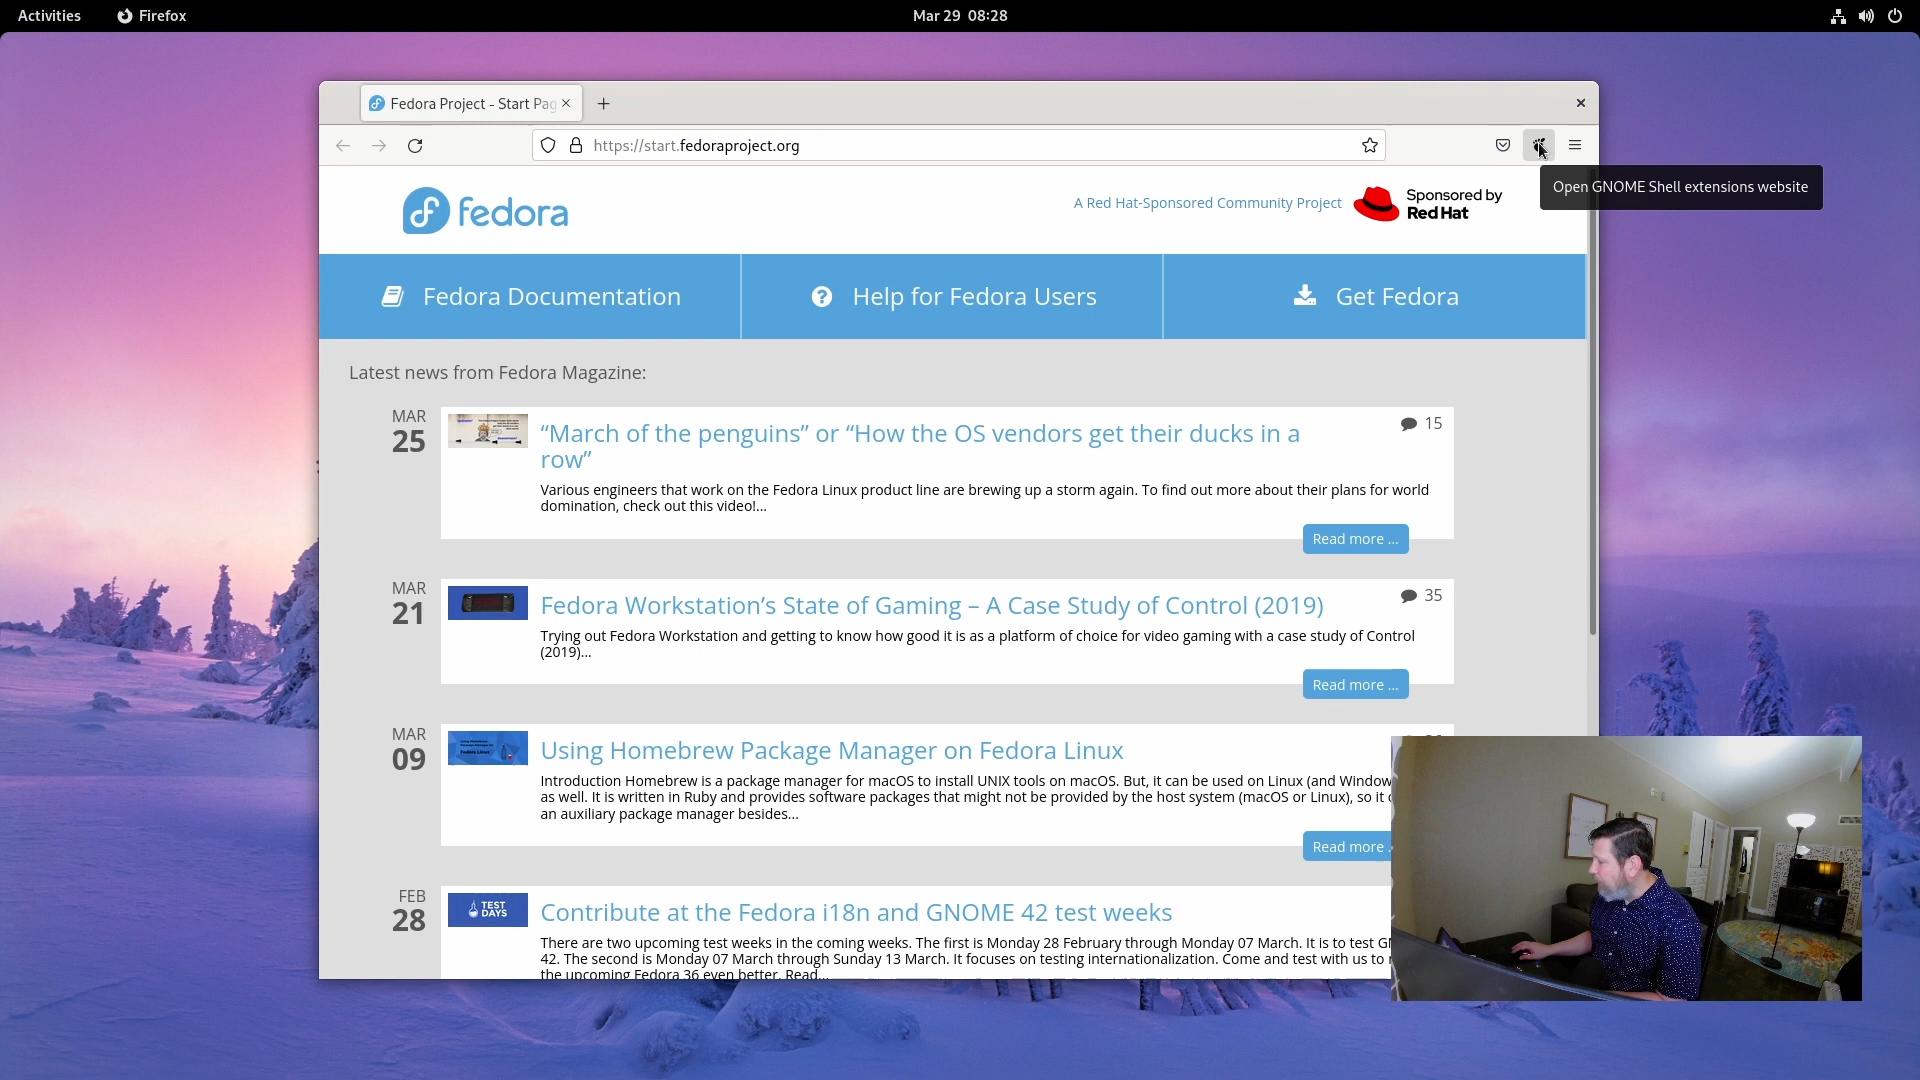 Activities
Firefox
Mar 29 08:28
Fedora Project - Start Pag
https://start.fedoraproject.org
Open GNOME Shell extensions website
fedora
A Red Hat-Sponsored Community Project
Sponsored by
Red Hat
Fedora Documentation
Help for Fedora Users
Get Fedora
Latest news from Fedora Magazine:
MAR
25
“March of the penguins” or “How the OS vendors get their ducks in a
row”
15
Various engineers that work on the Fedora Linux product line are brewing up a storm again. To find out more about their plans for world
domination, check out this video!...
Read more ...
MAR
21
Fedora Workstation’s State of Gaming – A Case Study of Control (2019)
35
Trying out Fedora Workstation and getting to know how good it is as a platform of choice for video gaming with a case study of Control
(2019)...
Read more ...
MAR
09
Using Homebrew Package Manager on Fedora Linux
Introduction Homebrew is a package manager for macOS to install UNIX tools on macOS. But, it can be used on Linux (and Window
as well. It is written in Ruby and provides software packages that might not be provided by the host system (macOS or Linux), so it
an auxiliary package manager besides...
Read more .
FEB
28
TEST
DAYS
Contribute at the Fedora i18n and GNOME 42 test weeks
There are two upcoming test weeks in the coming weeks. The first is Monday 28 February through Monday 07 March. It is to test
42. The second is Monday 07 March through Sunday 13 March. It focuses on testing internationalization. Come and test with us to
the upcoming Fedora 36 even better. Read...